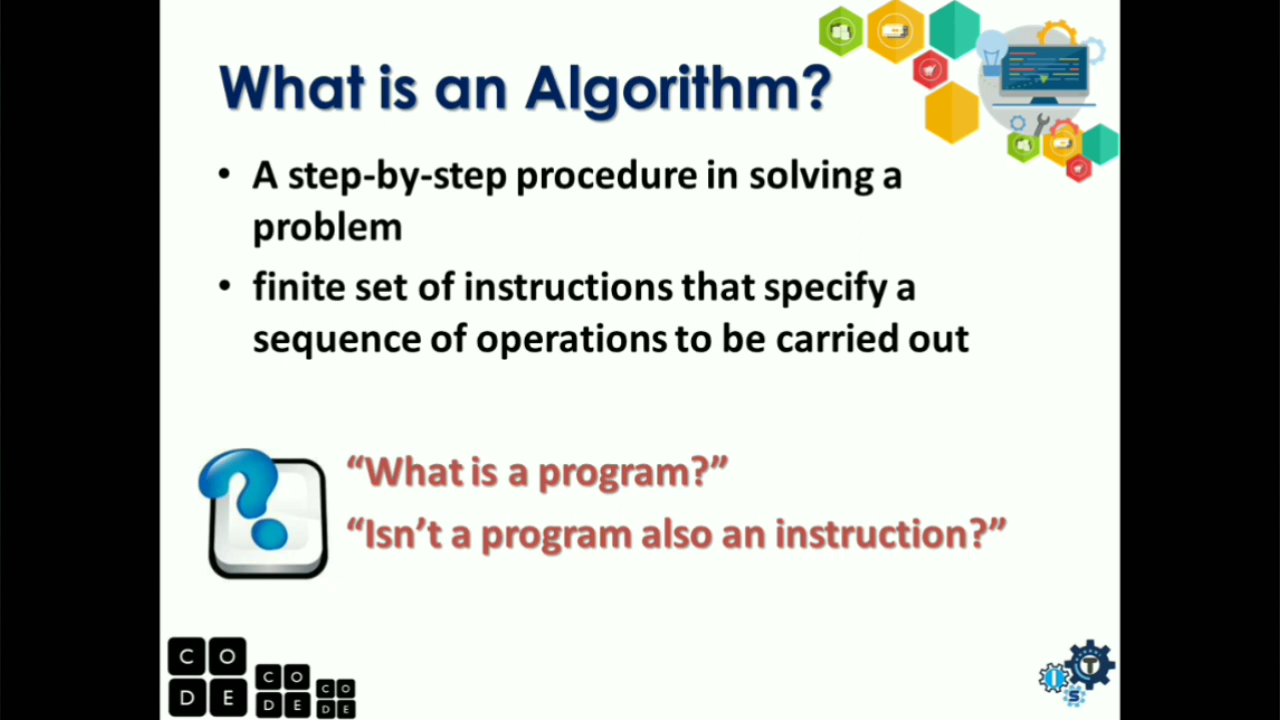 What is an Algorithm?
• A step-by-step procedure in solving a
problem
• finite set of instructions that specify a
sequence of operations to be carried out
“What is a program?”
“Isn’t a program also an instruction?”
C O
D E
C O
D E
C O
D E
I T
S